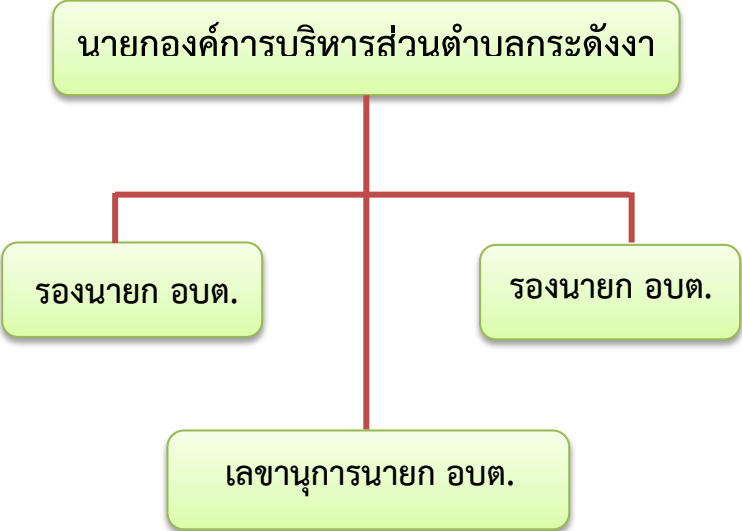 นายกองค์การบริหารส่วนตำบลกระดังงา
รองนายก อบต.
รองนายก อบต.
เลขานุการนายก อบต.